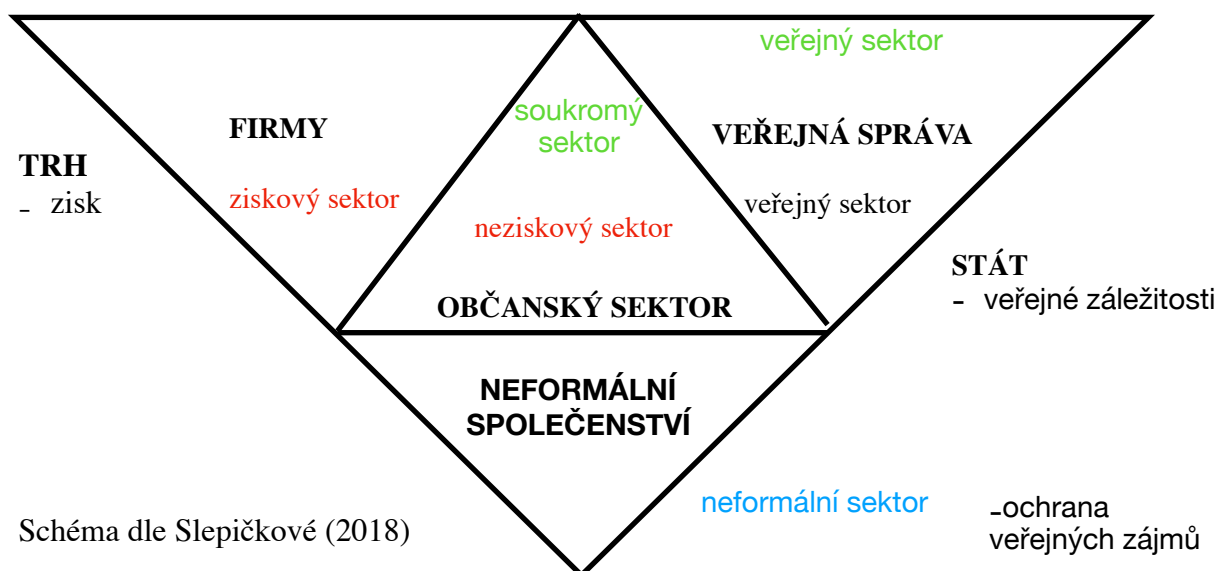 veřejný sektor
soukromý
sektor
FIRMY
VEŘEJNÁ SPRÁVA
TRH
- zisk
ziskový sektor
veřejný sektor
neziskový sektor
STÁT
- veřejné záležitosti
OBČANSKÝ SEKTOR
NEFORMÁLNÍ
SPOLEČENSTVÍ
neformální sektor
-ochrana
veřejných zájmů
Schéma dle Slepičkové (2018)